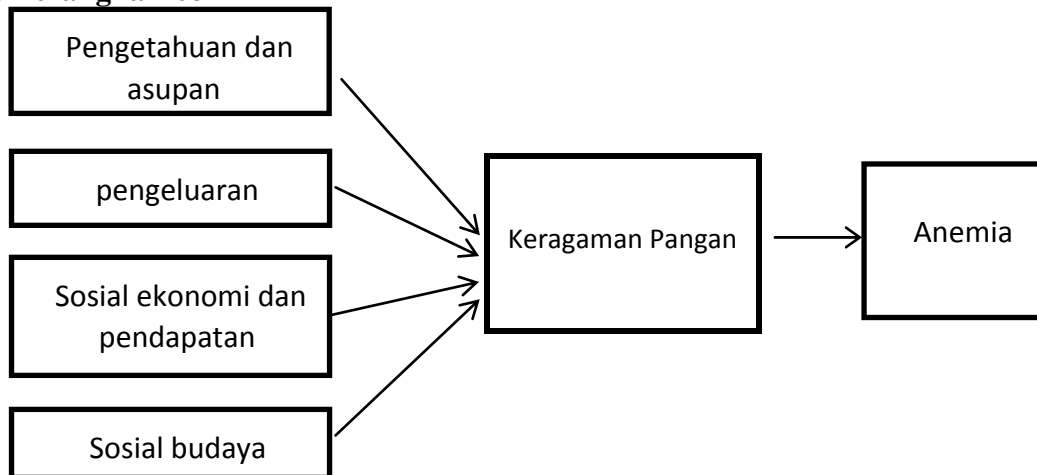 Pengetahuan dan
asupan
pengeluaran
Sosial ekonomi dan
pendapatan
Sosial budaya
Keragaman Pangan
Anemia